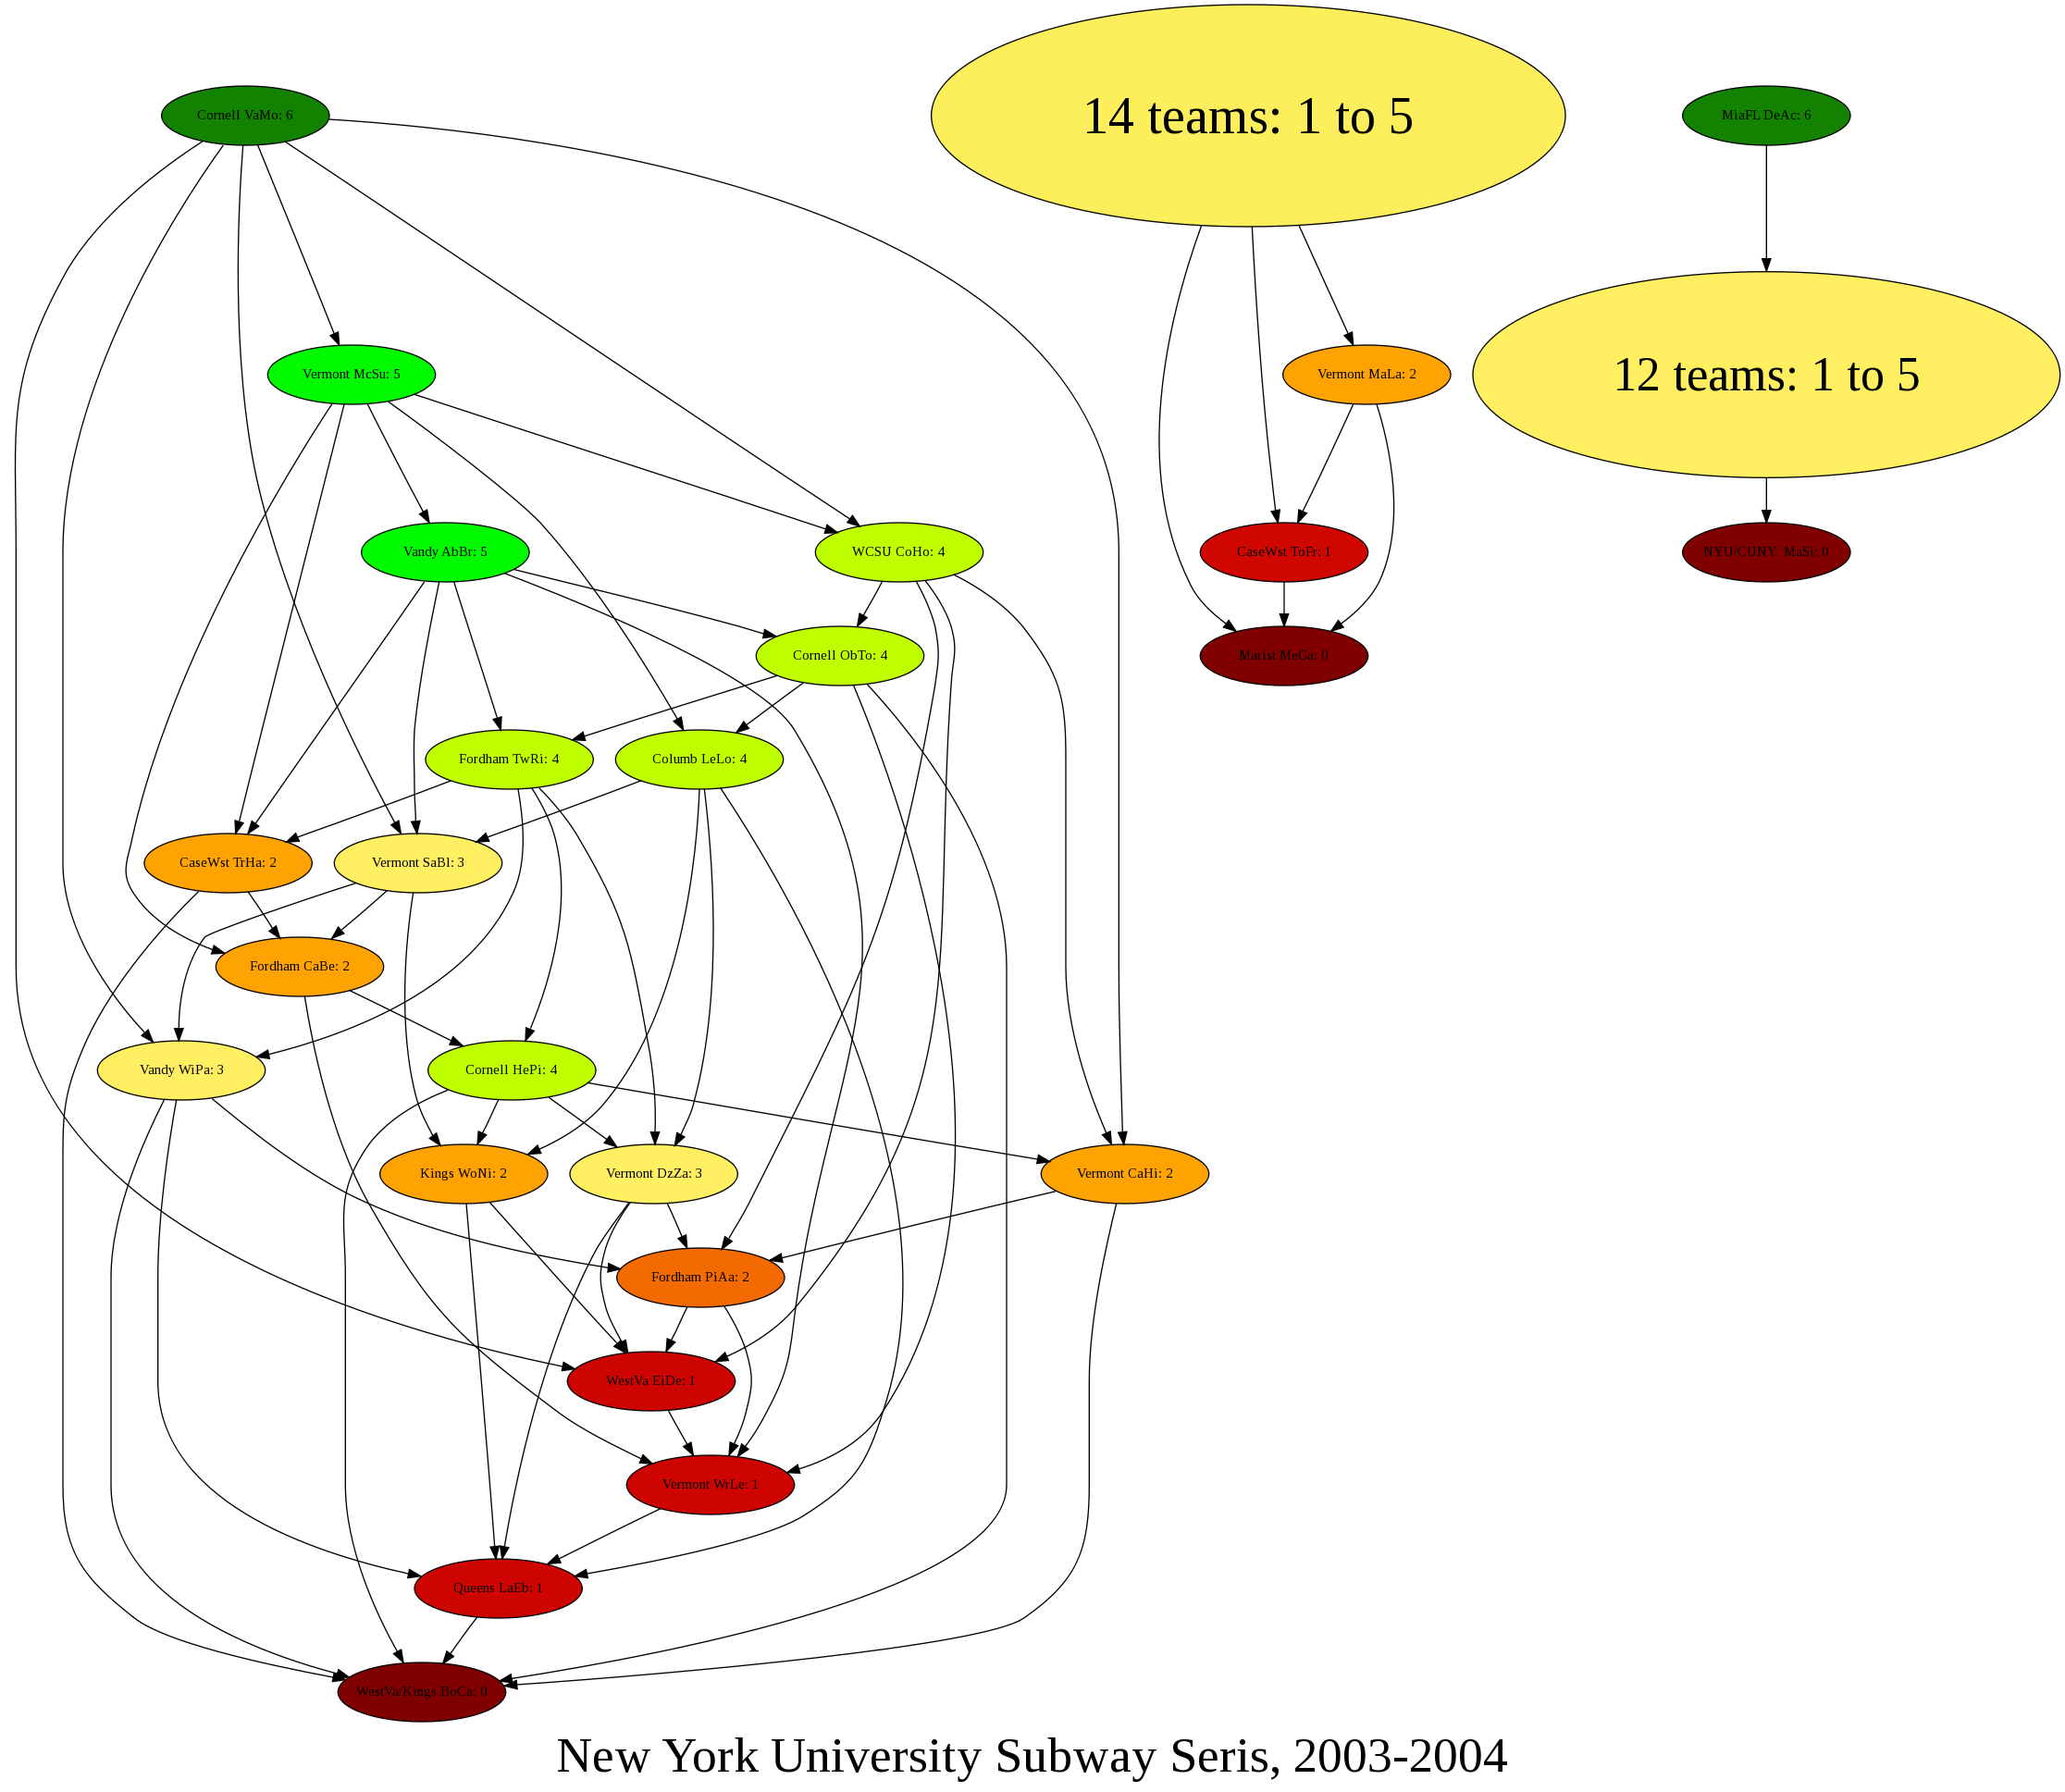 14 teams: 1 to 5
Cornell VaMo: 6
MiaFL DeAc: 6
Vermont McSu: 5
Vermont MaLa: 2
12 teams: 1 to 5
Vandy AbBr: 5
WCSU CoHo: 4
CaseWst ToFr: 1
NYU/CUNY MaSi: 0
Cornell ObTo: 4
Marist MeGa: 0
Fordham TwRi: 4
Columb LeLo: 4
CaseWst TrHa: 2
Vermont SaBl: 3
Fordham CaBe: 2
Vandy WiPa: 3
Cornell HePi: 4
Kings WoNi: 2
Vermont DzZa: 3
Vermont CaHi: 2
Fordham PiAa: 2
WestVa EiDe: 1
Vermont WrLe: 1
Queens LaEb: 1
WestVa/Kings BoCa: 0
New York University Subway Seris, 2003-2004